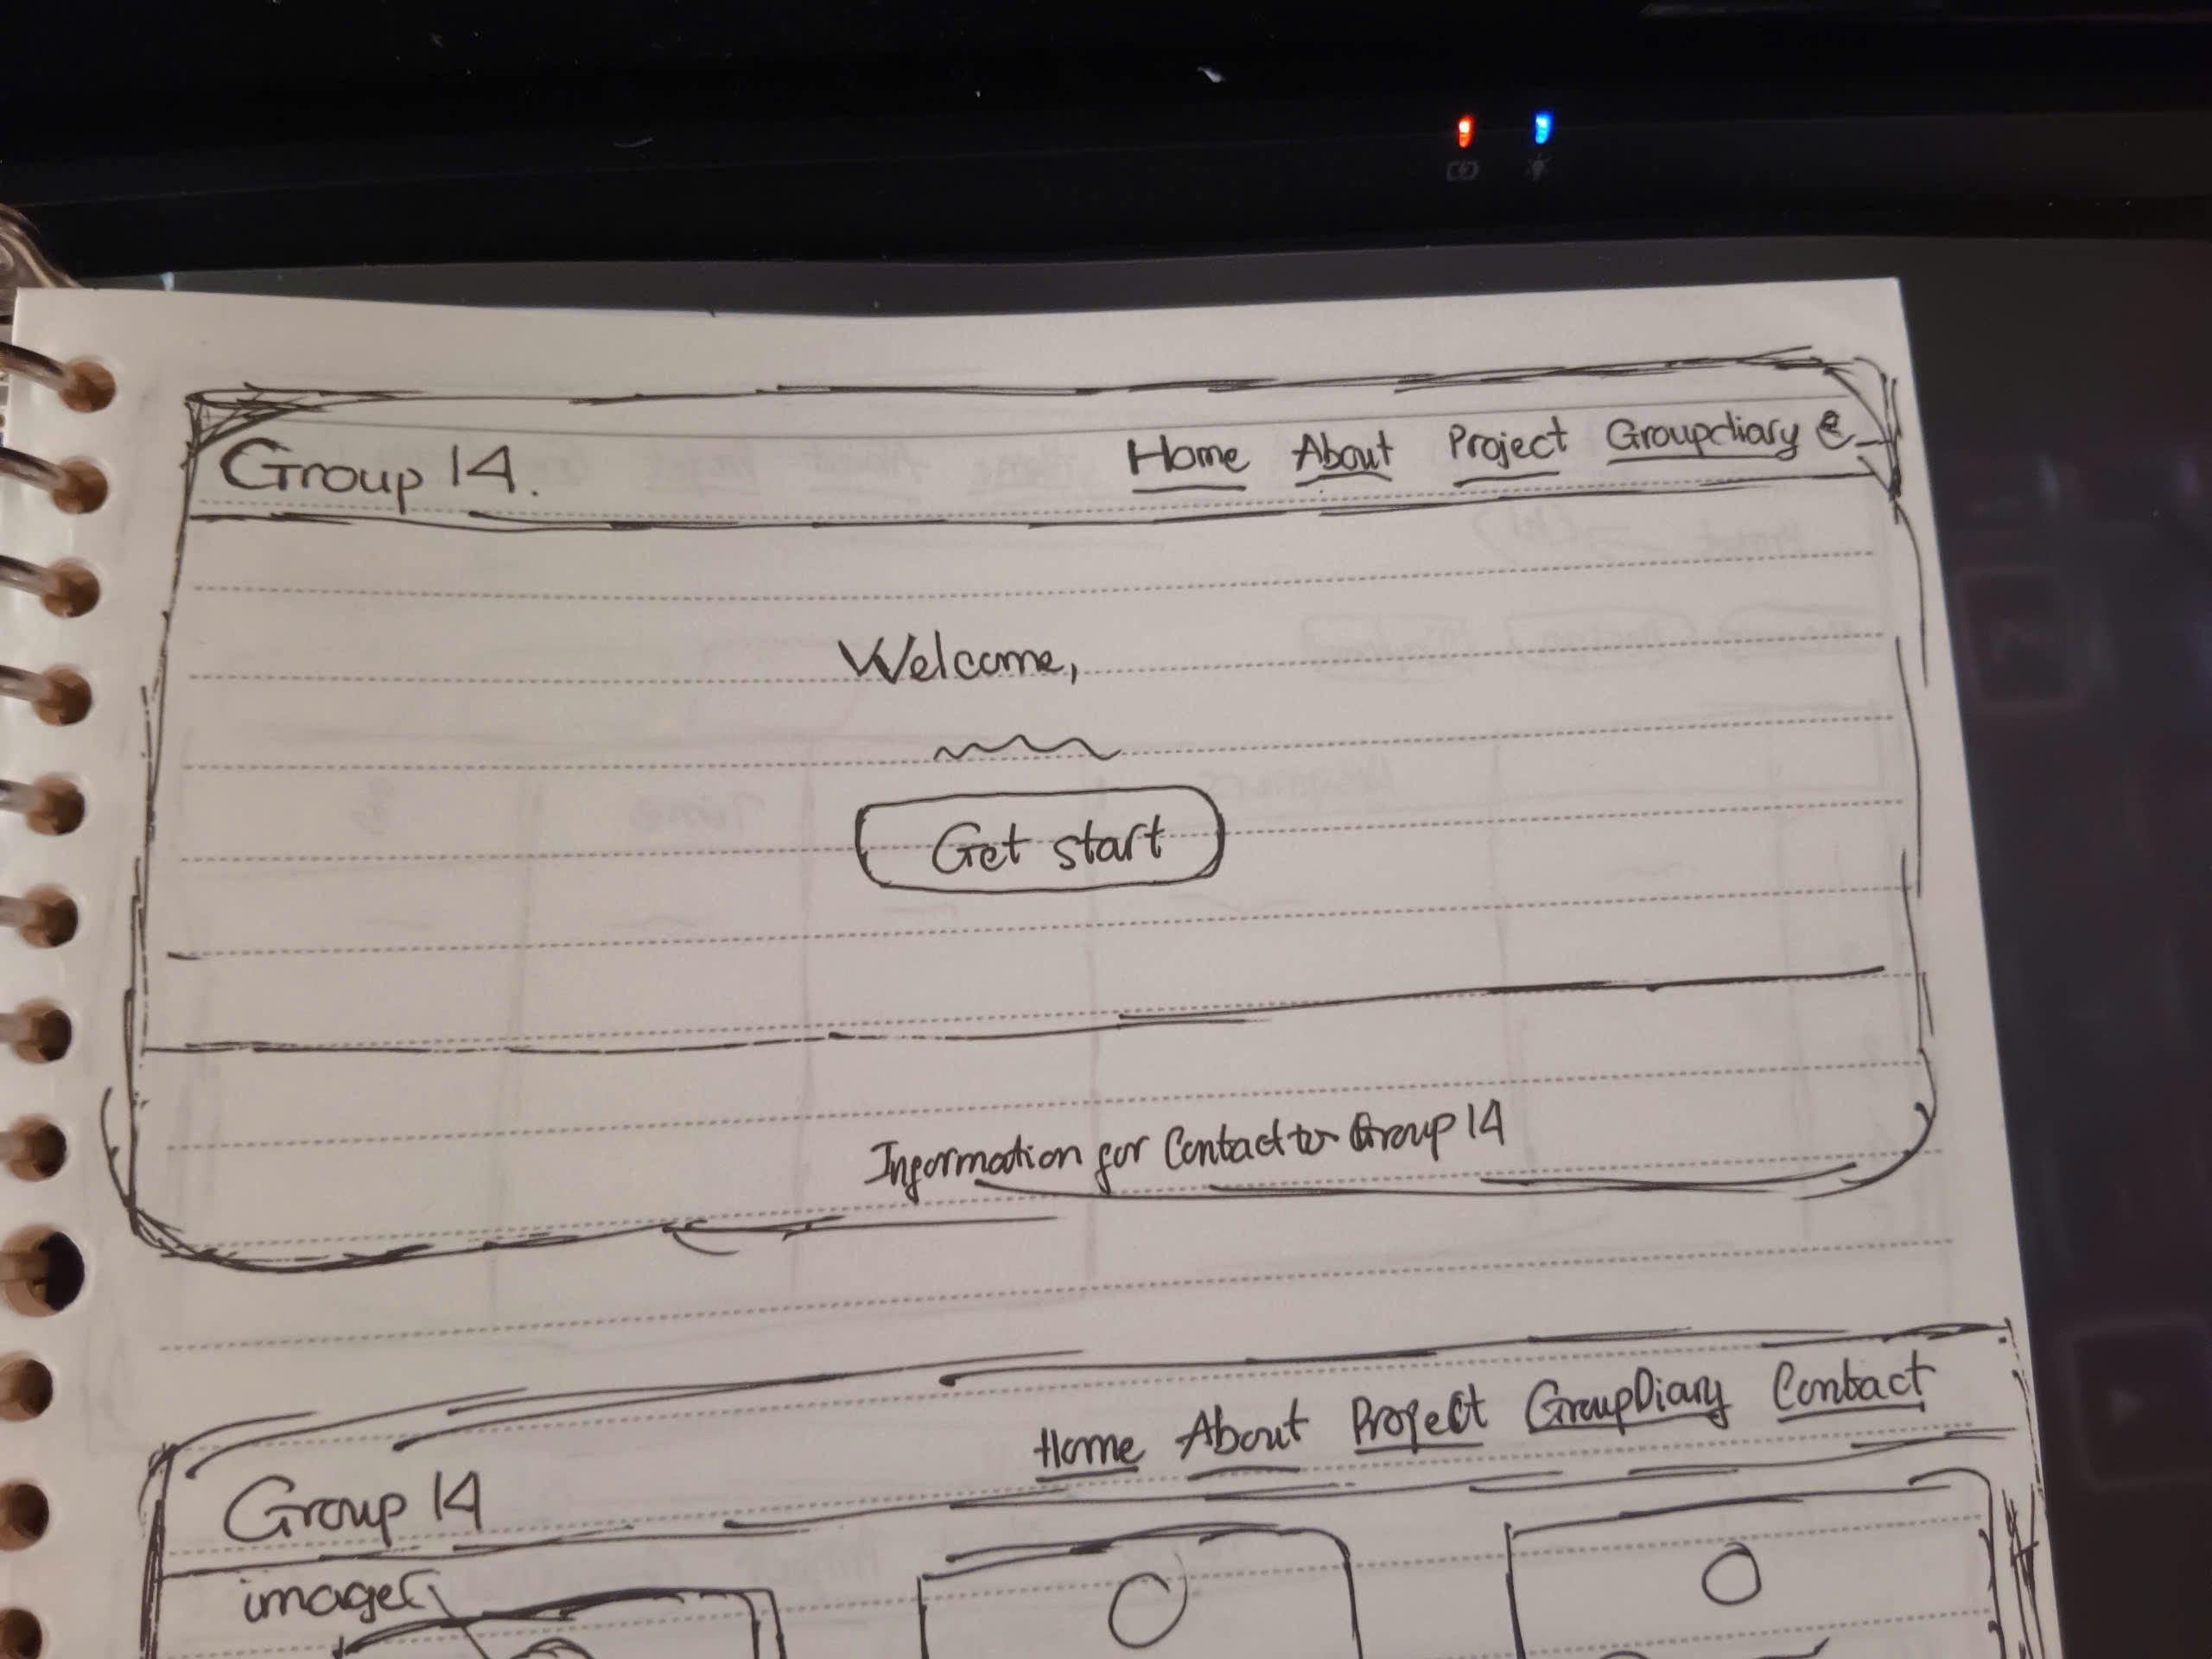 Group 14.
Home About Project Groupdiary
Welcome,
Get start
Information for Contact to Group 14
Home About Project GroupDiary Contact
Group 14
image